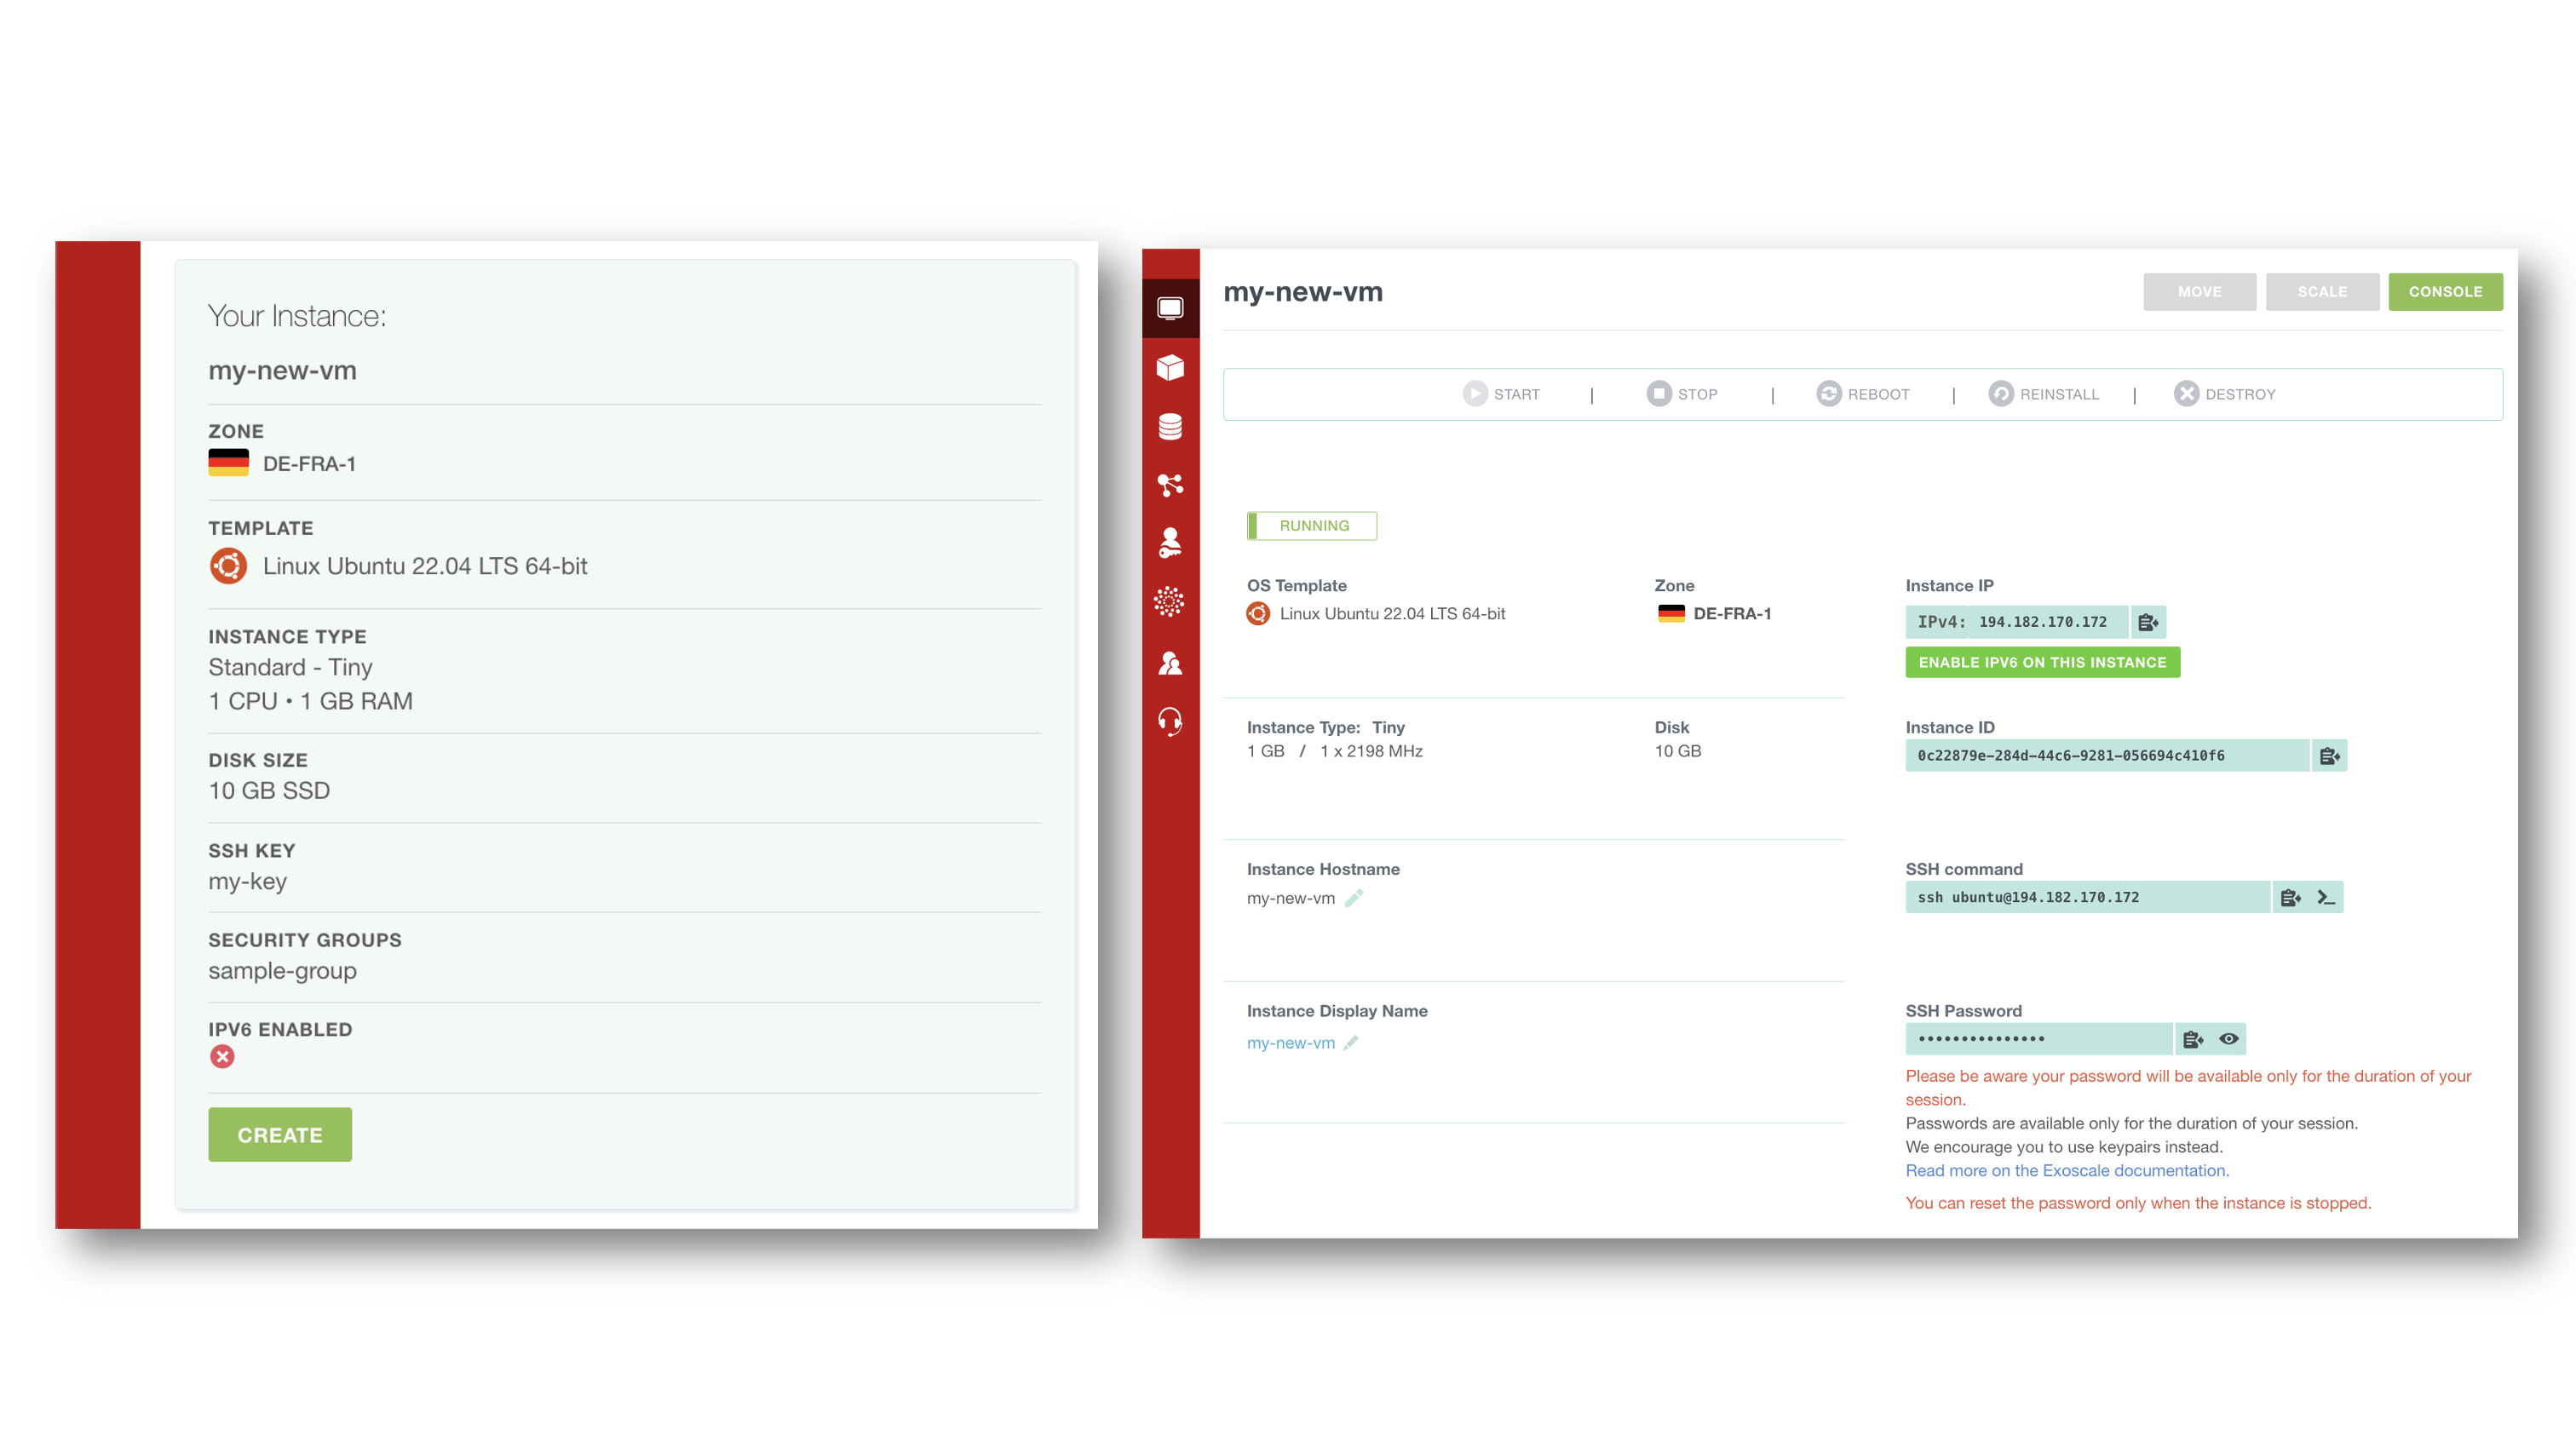 Your Instance:
my-new-vm
ZONE
DE-FRA-1
TEMPLATE
Linux Ubuntu 22.04 LTS 64-bit
INSTANCE TYPE
Standard - Tiny
1 CPU • 1 GB RAM
DISK SIZE
10 GB SSD
SSH KEY
my-key
SECURITY GROUPS
sample-group
IPV6 ENABLED
CREATE
my-new-vm
MOVE SCALE CONSOLE
START | STOP | REBOOT | REINSTALL | DESTROY
RUNNING
OS Template
Linux Ubuntu 22.04 LTS 64-bit
Zone
DE-FRA-1
Instance IP
IPv4: 194.182.170.172
ENABLE IPV6 ON THIS INSTANCE
Instance Type: Tiny
1 GB / 1 x 2198 MHz
Disk
10 GB
Instance ID
0c22879e-284d-44c6-9281-056694c410f6
Instance Hostname
my-new-vm
SSH command
ssh ubuntu@194.182.170.172
Instance Display Name
my-new-vm
SSH Password
•••••••••••••••
Please be aware your password will be available only for the duration of your
session.
Passwords are available only for the duration of your session.
We encourage you to use keypairs instead.
Read more on the Exoscale documentation.
You can reset the password only when the instance is stopped.